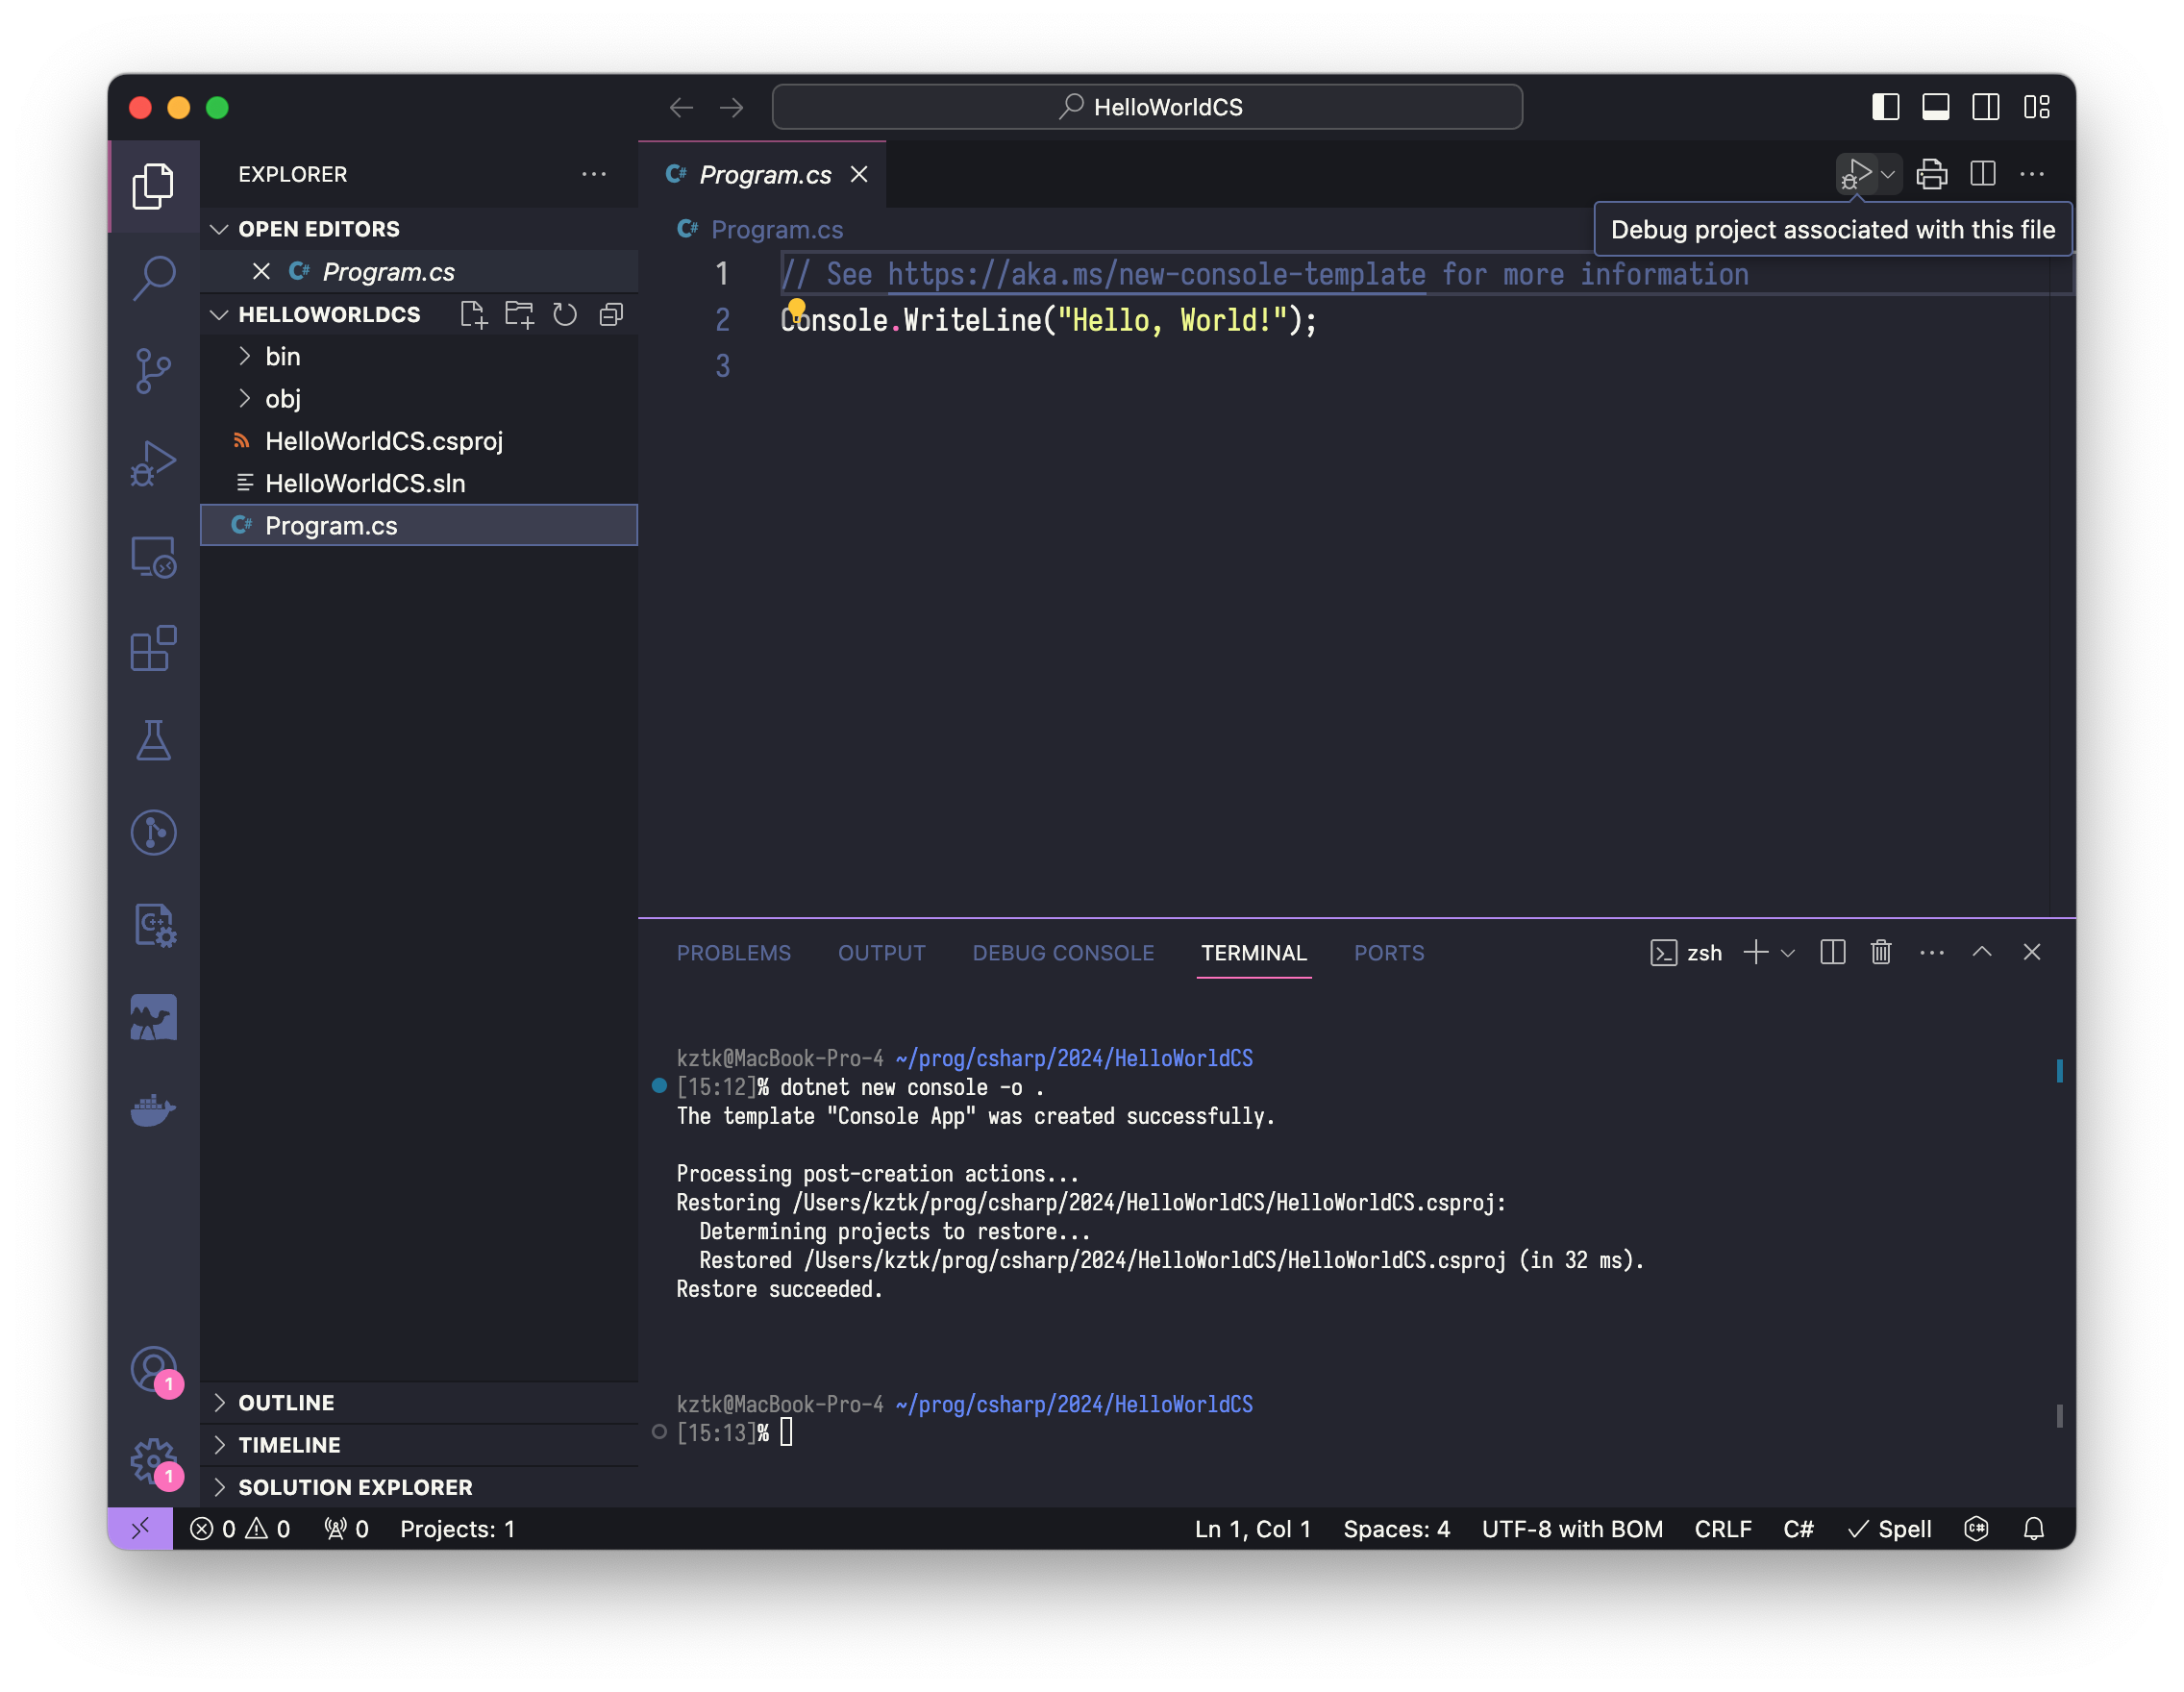 HelloWorldCS
EXPLORER
OPEN EDITORS
Program.cs
HELLOWORLDCS
bin
obj
HelloWorldCS.csproj
HelloWorldCS.sln
Program.cs
OUTLINE
TIMELINE
SOLUTION EXPLORER
1
1
Program.cs
Program.cs
Debug project associated with this file
1 // See https://aka.ms/new-console-template for more information
2 Console.WriteLine("Hello, World!");
3
PROBLEMS OUTPUT DEBUG CONSOLE TERMINAL PORTS zsh
kztk@MacBook-Pro-4 ~/prog/csharp/2024/HelloWorldCS
[15:12]% dotnet new console -o .
The template "Console App" was created successfully.
Processing post-creation actions...
Restoring /Users/kztk/prog/csharp/2024/HelloWorldCS/HelloWorldCS.csproj:
Determining projects to restore...
Restored /Users/kztk/prog/csharp/2024/HelloWorldCS/HelloWorldCS.csproj (in 32 ms).
Restore succeeded.
kztk@MacBook-Pro-4 ~/prog/csharp/2024/HelloWorldCS
[15:13]%
0 0 0 Projects: 1 Ln 1, Col 1 Spaces: 4 UTF-8 with BOM CRLF C# Spell